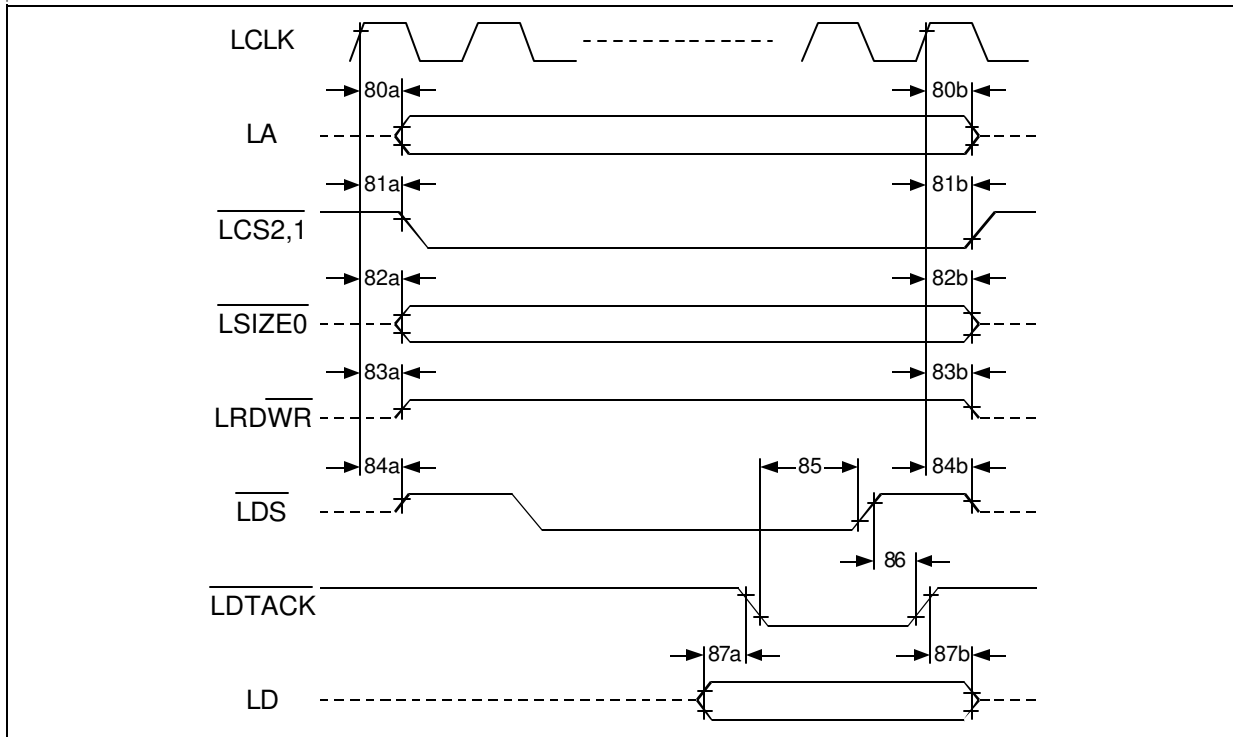 LCLK
80a 80b
LA
81a 81b
LCS2,1
82a 82b
LSIZE0
83a 83b
LRDWR
84a 85 84b
LDS
86
LDTACK
87a 87b
LD